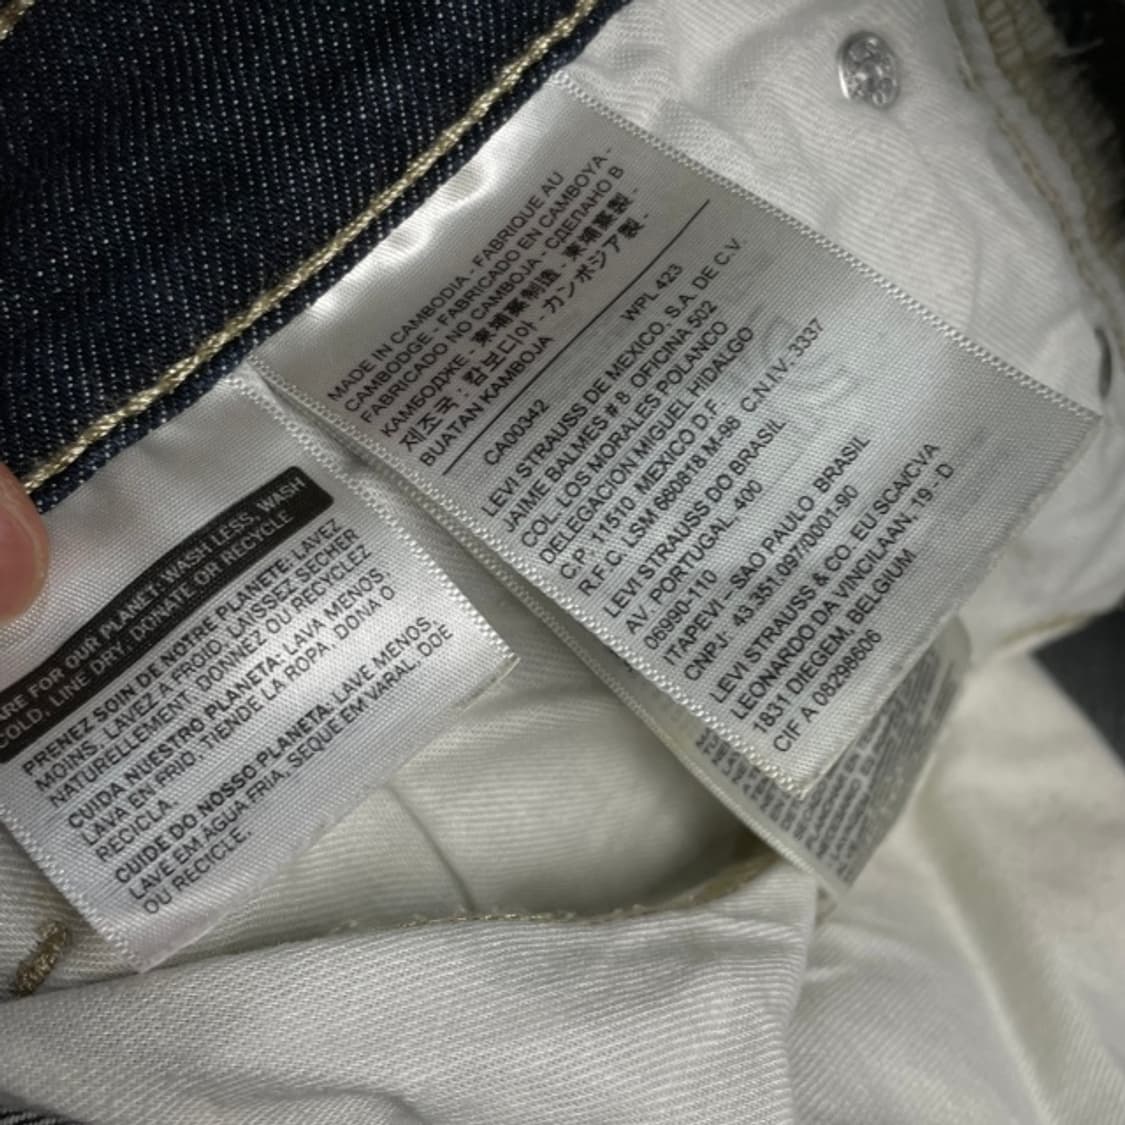 MADE IN CAMBODIA - FABRIQUE AU
CAMBODGE - FABRICADO EN CAMBOYA -
FABRICADO NO CAMBOJA - СДЕЛАНО В
КАМБОДЖЕ - 東埔寨制造 - 東埔寨製 -
제조국 : 캄보디아 - カンボジア製 -
BUATAN KAMBOJA
CA00342 WPL 423
LEVI STRAUSS DE MEXICO, S.A. DE C.V.
JAIME BALMES # 8 OFICINA 502
COL. LOS MORALES POLANCO
DELEGACION MIGUEL HIDALGO
C.P. 11510 MEXICO D.F
R.F.C. LSM 660818 M-98 C.N.I.V. 3337
LEVI STRAUSS DO BRASIL
AV. PORTUGAL, 400
06690-110
ITAPEVI - SAO PAULO BRASIL
CNPJ: 43.351.097/0001-90
LEVI STRAUSS & CO. EU SCA/CVA
LEONARDO DA VINCILAAN, 19 - D
1831 DIEGEM, BELGIUM
CIF A 08298506
FOR OUR PLANET: WASH LESS, WASH
COLD, LINE DRY, DONATE OR RECYCLE
PRENEZ SOIN DE NOTRE PLANETE: LAVEZ
MOINS, LAVEZ A FROID, LAISSEZ SECHER
NATURELLEMENT, DONNEZ OU RECYCLEZ
CUIDA NUESTRO PLANETA: LAVA MENOS,
LAVA EN FRIO, TIENDE LA ROPA, DONA O
RECICLA.
CUIDE DO NOSSO PLANETA: LAVE MENOS,
LAVE EM ÁGUA FRIA, SEQUE EM VARAL, DOE
OU RECICLE.